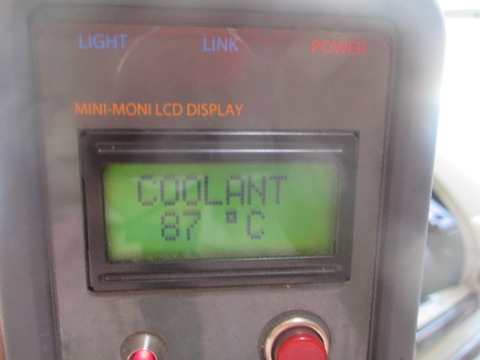 LIGHT LINK POWER
MINI-MONI LCD DISPLAY
COOLANT
87 °C